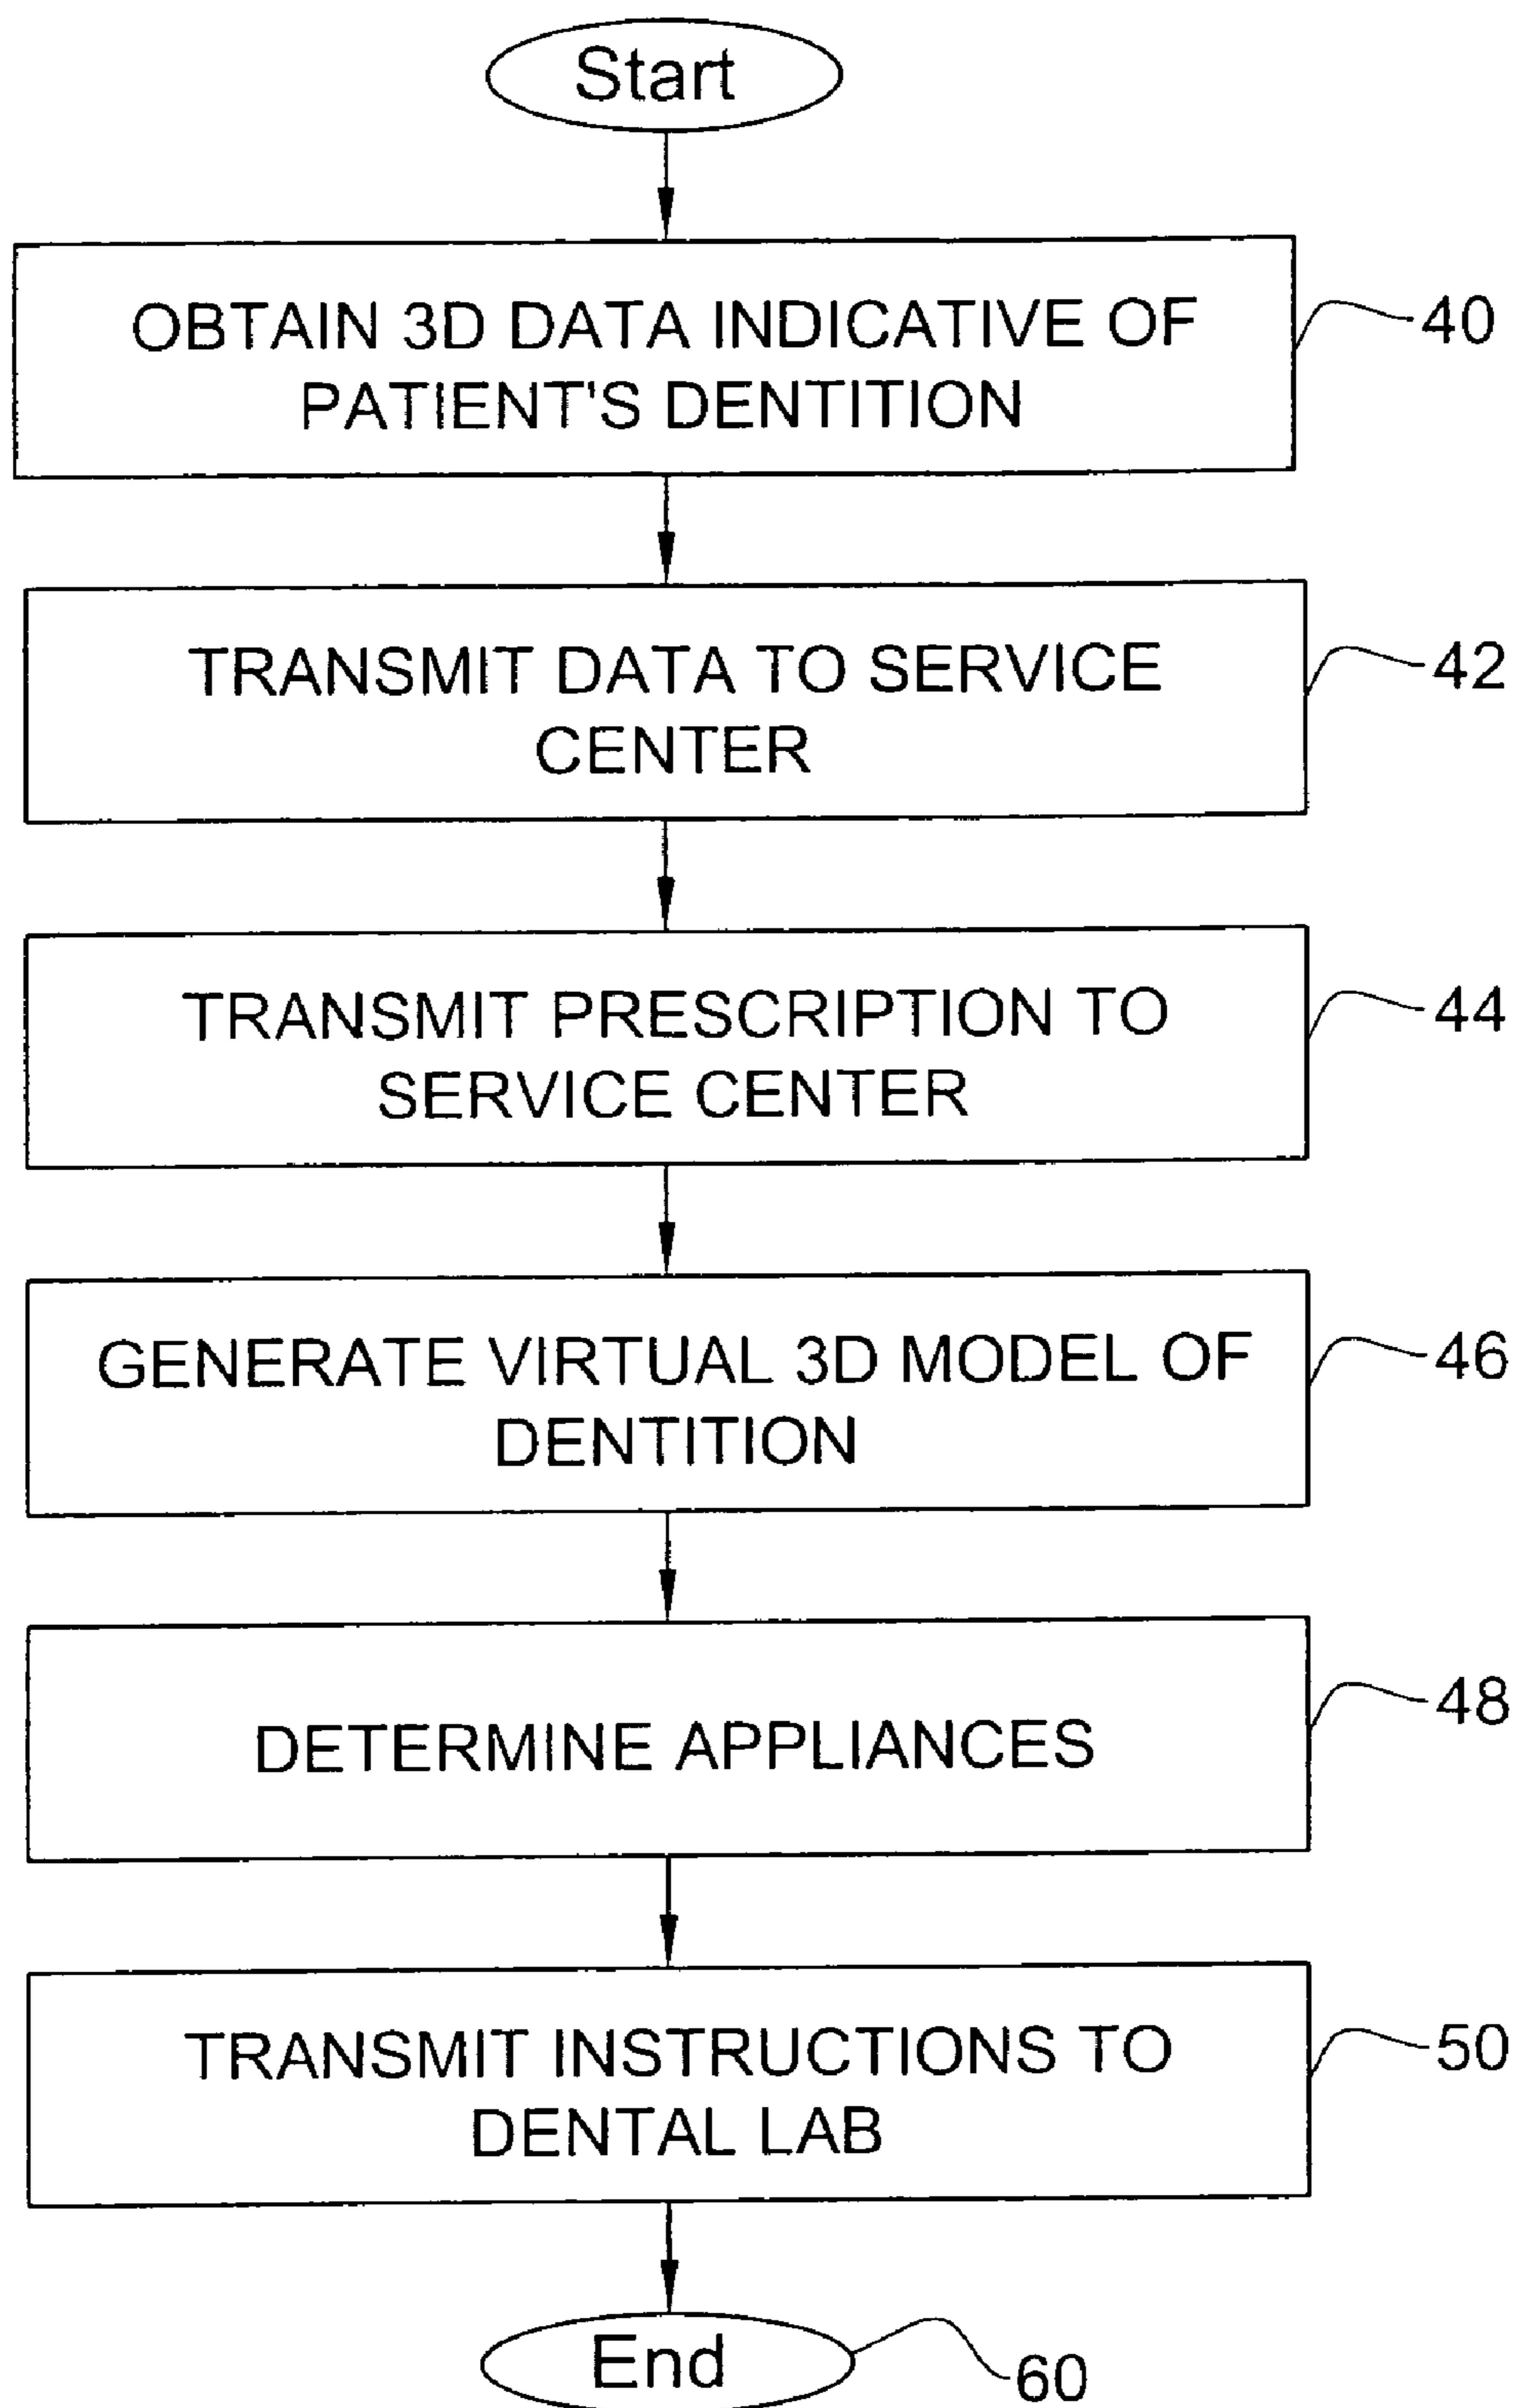 Start
OBTAIN 3D DATA INDICATIVE OF
PATIENT'S DENTITION
40
TRANSMIT DATA TO SERVICE
CENTER
42
TRANSMIT PRESCRIPTION TO
SERVICE CENTER
44
GENERATE VIRTUAL 3D MODEL OF
DENTITION
46
DETERMINE APPLIANCES
48
TRANSMIT INSTRUCTIONS TO
DENTAL LAB
50
End
60